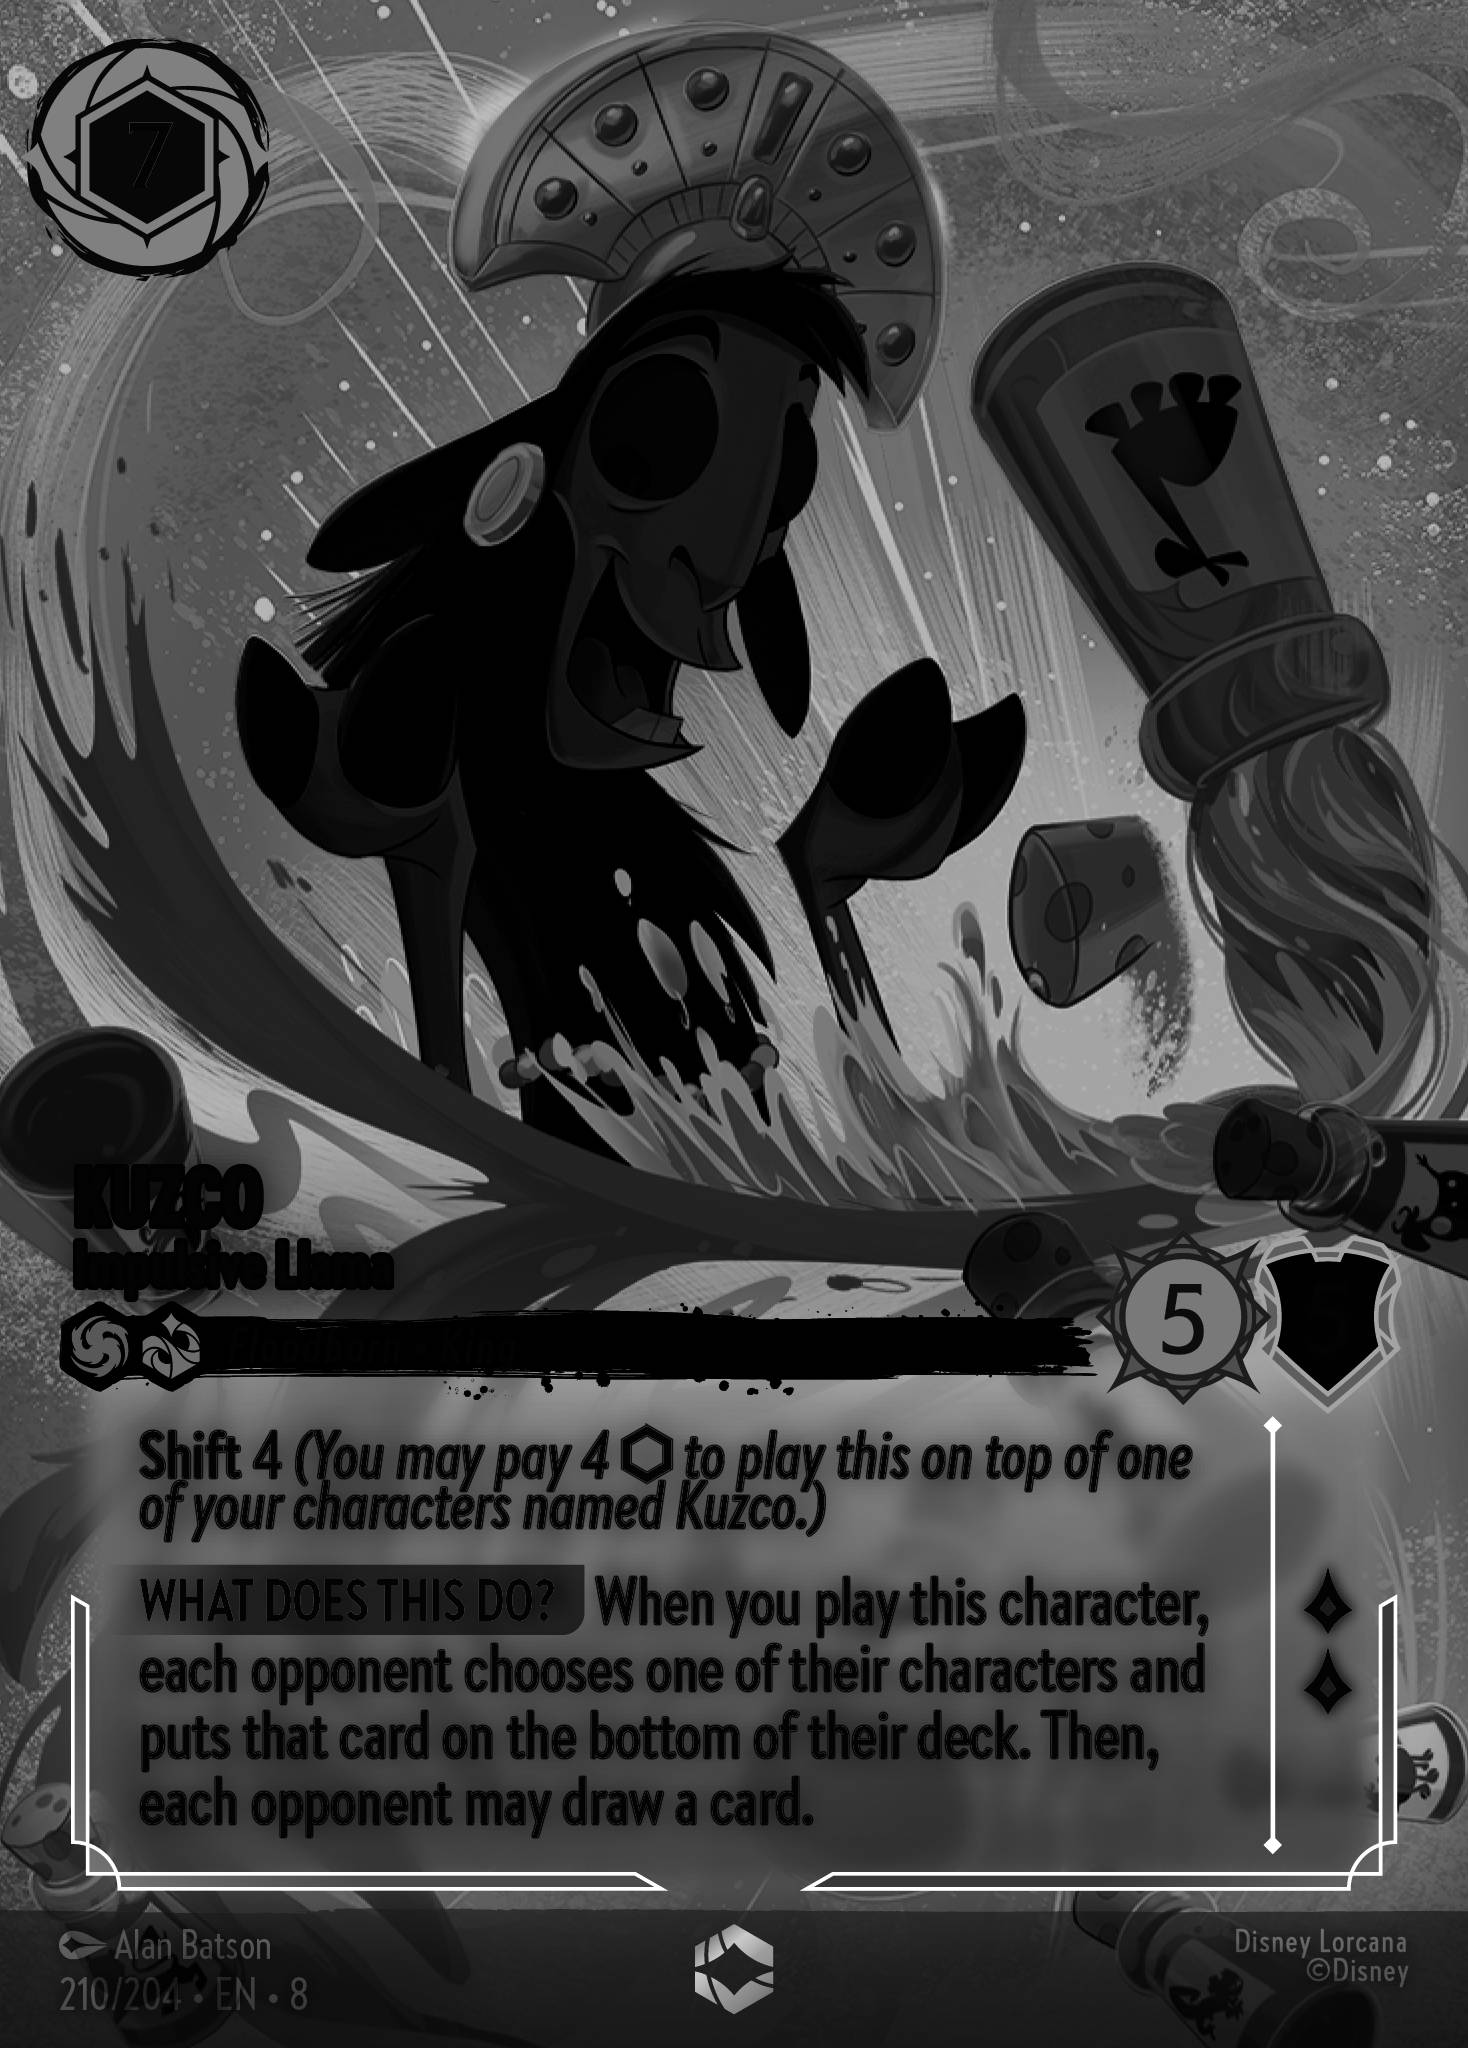 7
KUZCO
Impulsive Llama
Floodborn • King
5 5
Shift 4 (You may pay 4 ⬡ to play this on top of one
of your characters named Kuzco.)
WHAT DOES THIS DO? When you play this character,
each opponent chooses one of their characters and
puts that card on the bottom of their deck. Then,
each opponent may draw a card.
Alan Batson
210/204 • EN • 8
Disney Lorcana
©Disney